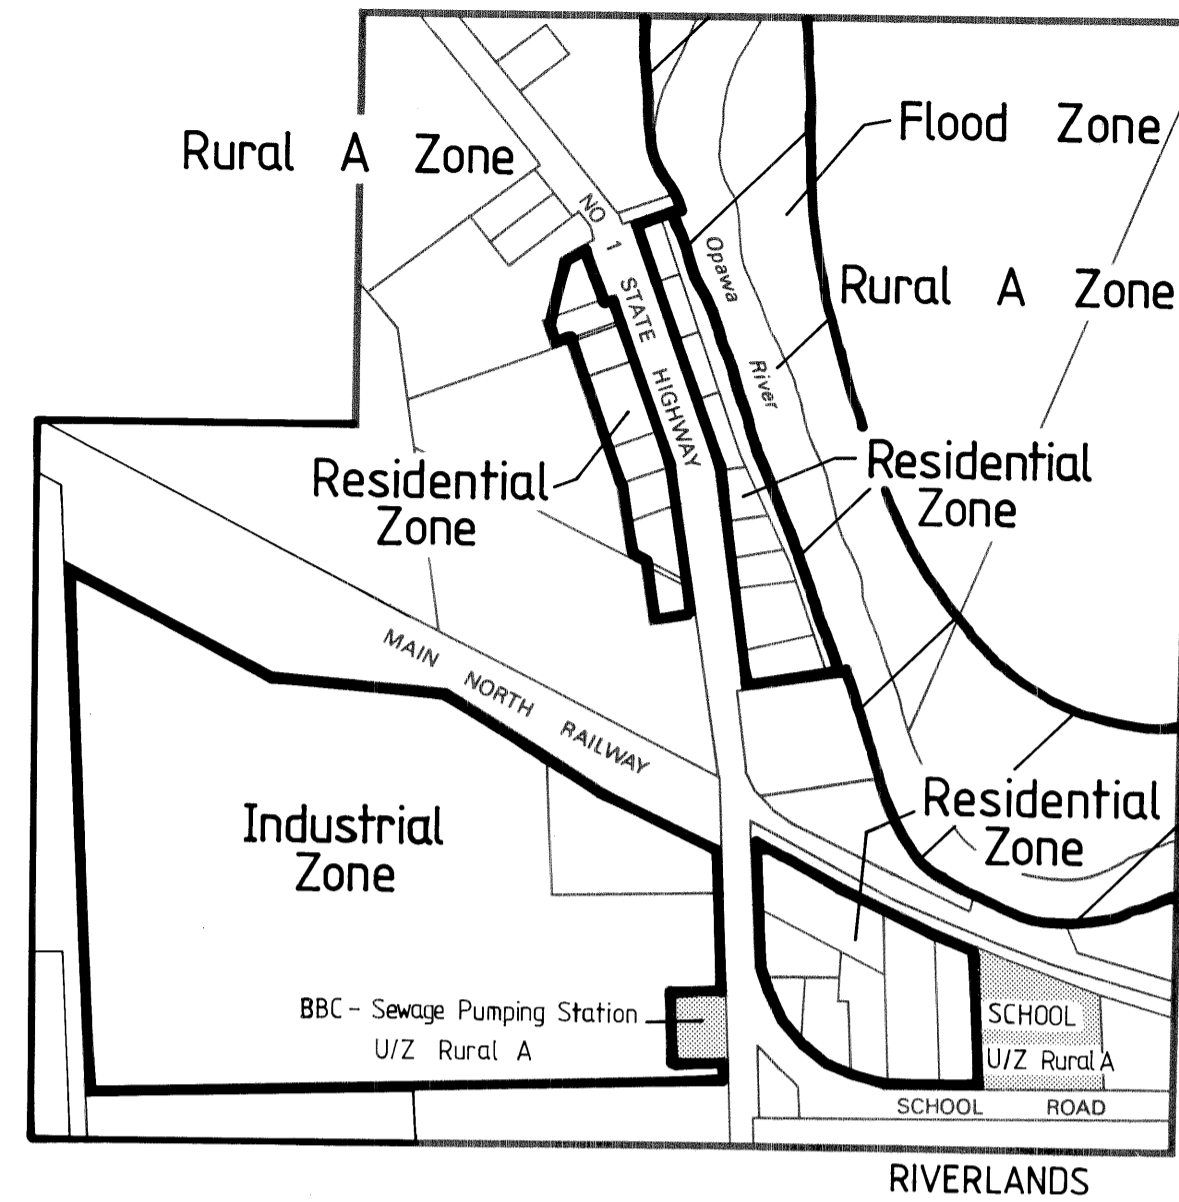 Flood Zone
Rural A Zone
NO 1 STATE HIGHWAY
Opawa River
Rural A Zone
Residential
Zone
Residential
Zone
MAIN NORTH RAILWAY
Residential
Zone
Industrial
Zone
BBC - Sewage Pumping Station
U/Z Rural A
SCHOOL
U/Z Rural A
SCHOOL ROAD
RIVERLANDS